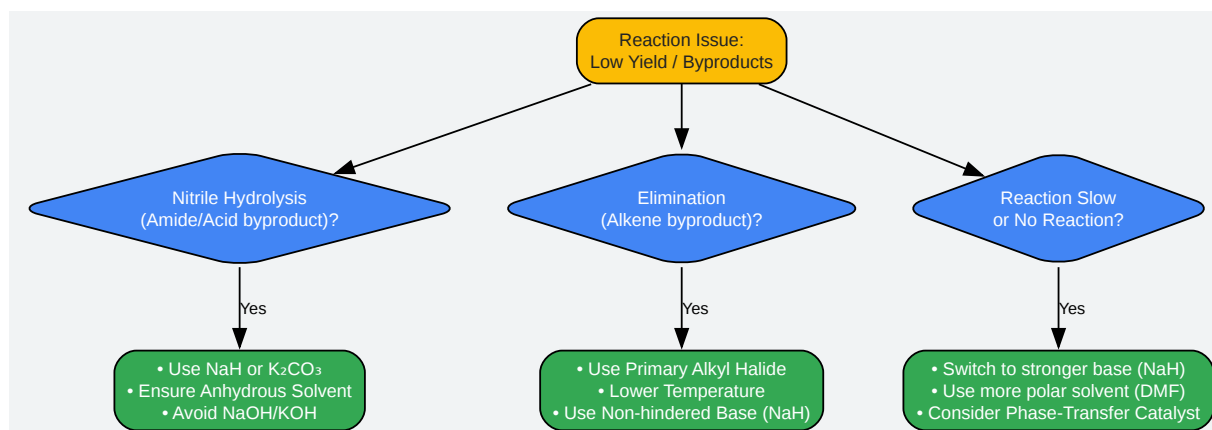 Reaction Issue:
Low Yield / Byproducts
Nitrile Hydrolysis
(Amide/Acid byproduct)?
Elimination
(Alkene byproduct)?
Reaction Slow
or No Reaction?
Yes
Yes
Yes
• Use NaH or K₂CO₃
• Ensure Anhydrous Solvent
• Avoid NaOH/KOH
• Use Primary Alkyl Halide
• Lower Temperature
• Use Non-hindered Base (NaH)
• Switch to stronger base (NaH)
• Use more polar solvent (DMF)
• Consider Phase-Transfer Catalyst